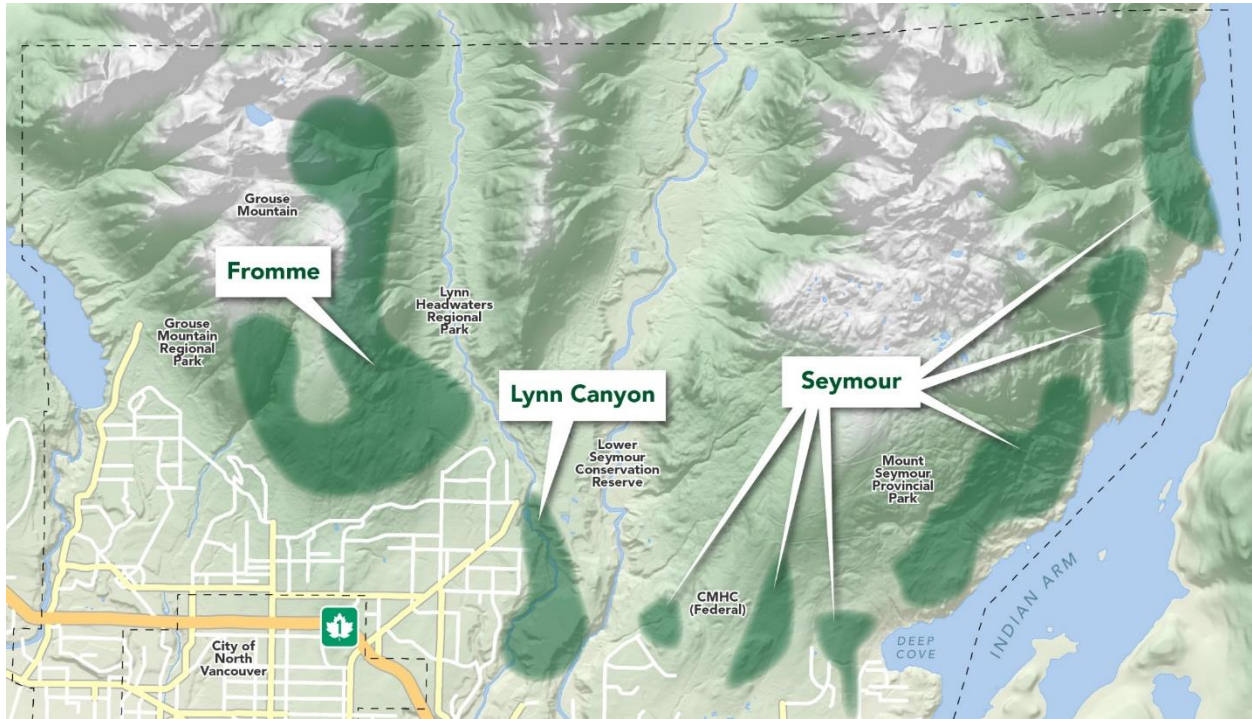 Grouse
Mountain
Fromme
Lynn
Headwaters
Regional
Park
Grouse
Mountain
Regional
Park
Lynn Canyon
Seymour
Lower
Seymour
Conservation
Reserve
Mount
Seymour
Provincial
Park
CMHC
(Federal)
1
City of
North
Vancouver
DEEP
COVE
INDIAN ARM